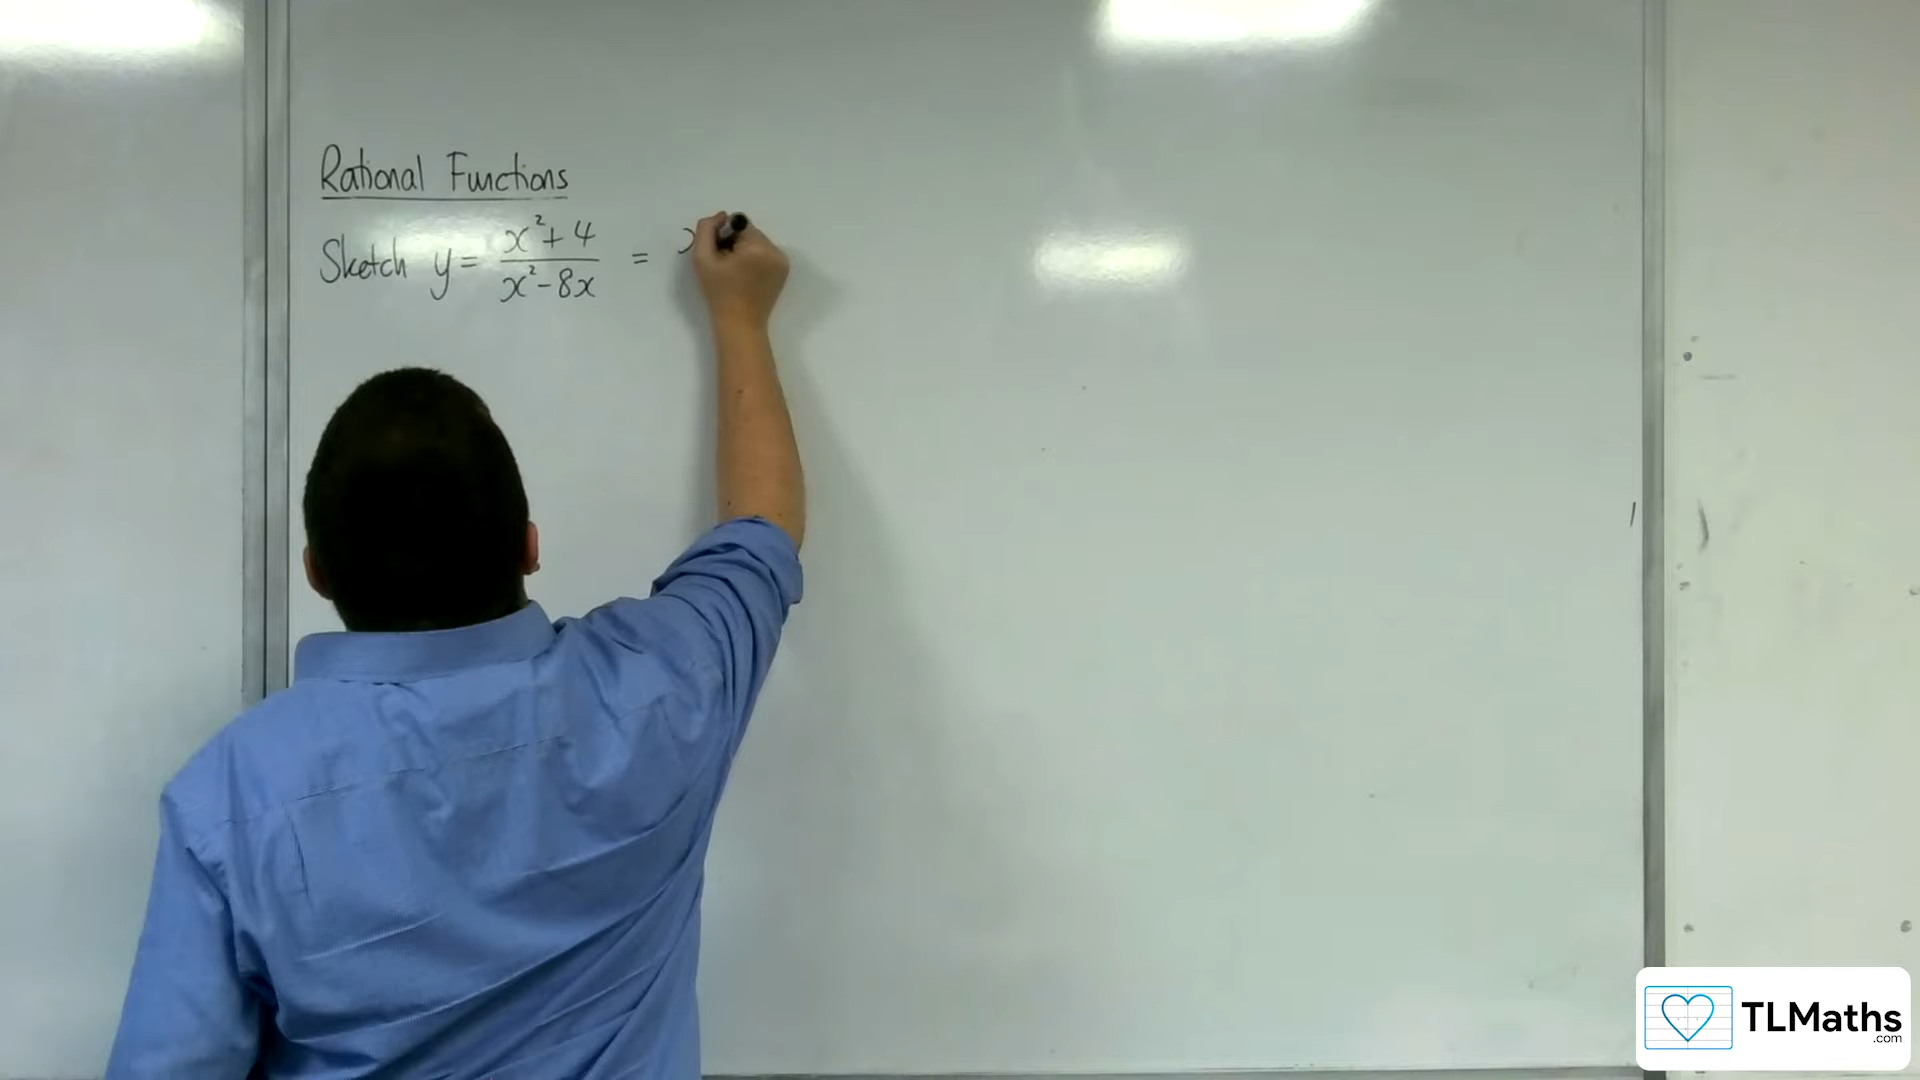 Rational Functions
Sketch y = x²+4 / x²-8x = x
TLMaths
.com